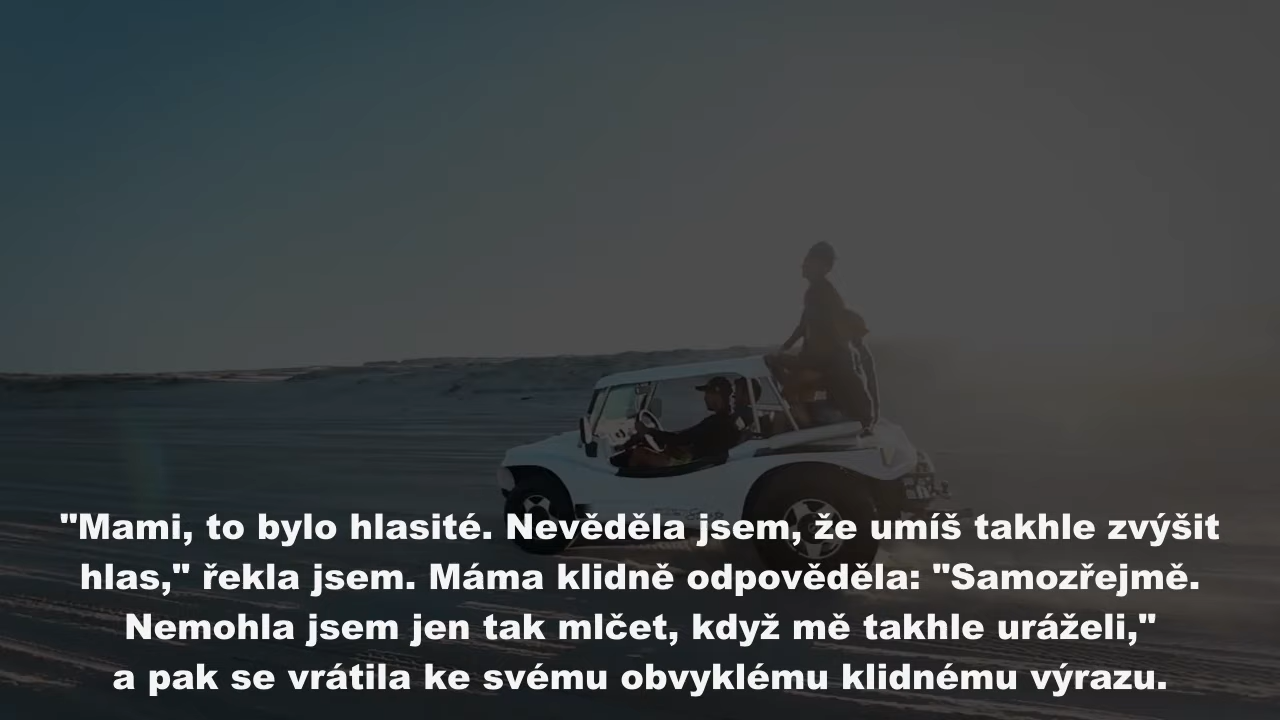 "Mami, to bylo hlasité. Nevěděla jsem, že umíš takhle zvýšit
hlas," řekla jsem. Máma klidně odpověděla: "Samozřejmě.
Nemohla jsem jen tak mlčet, když mě takhle uráželi,"
a pak se vrátila ke svému obvyklému klidnému výrazu.